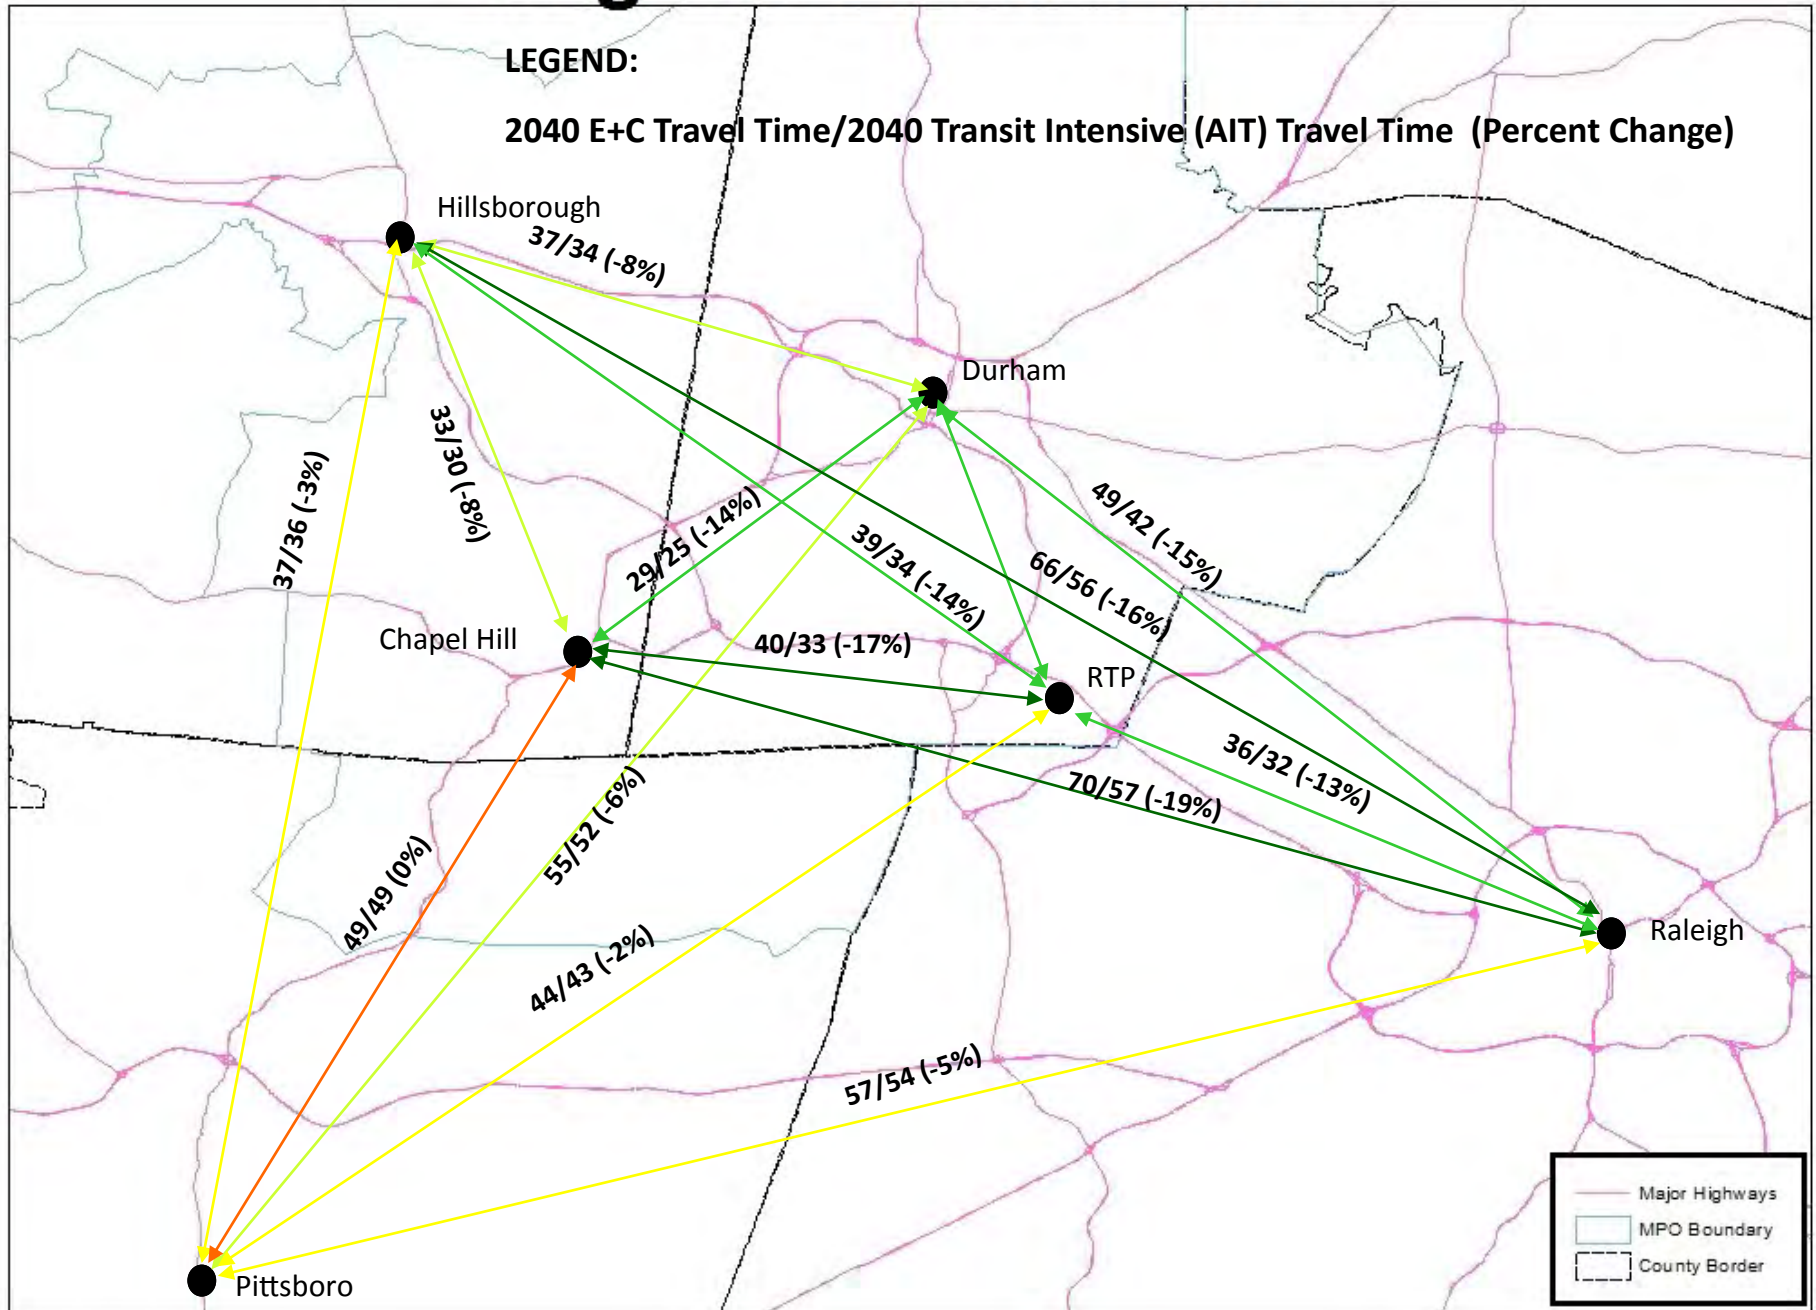 LEGEND:
2040 E+C Travel Time/2040 Transit Intensive (AIT) Travel Time (Percent Change)
Hillsborough
37/34 (-8%)
Durham
33/30 (-8%)
37/36 (-3%)
29/25 (-14%)
39/34 (-14%)
49/42 (-15%)
66/56 (-16%)
Chapel Hill
40/33 (-17%)
RTP
36/32 (-13%)
70/57 (-19%)
55/52 (-6%)
49/49 (0%)
44/43 (-2%)
Raleigh
57/54 (-5%)
Pittsboro
Major Highways
MPO Boundary
County Border